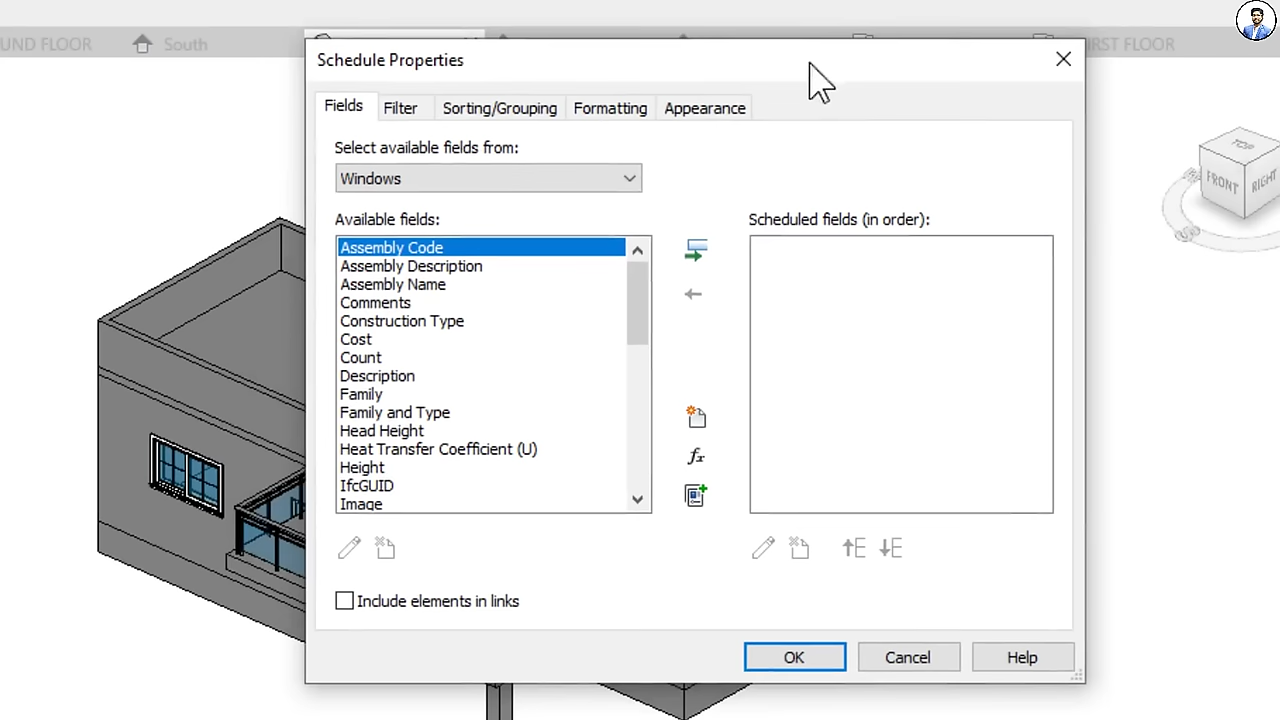 UND FLOOR
South
RST FLOOR
Schedule Properties
Fields
Filter
Sorting/Grouping
Formatting
Appearance
Select available fields from:
Windows
Available fields:
Scheduled fields (in order):
Assembly Code
Assembly Description
Assembly Name
Comments
Construction Type
Cost
Count
Description
Family
Family and Type
Head Height
Heat Transfer Coefficient (U)
Height
IfcGUID
Image
fx
Include elements in links
OK
Cancel
Help
TOP
FRONT
RIGHT